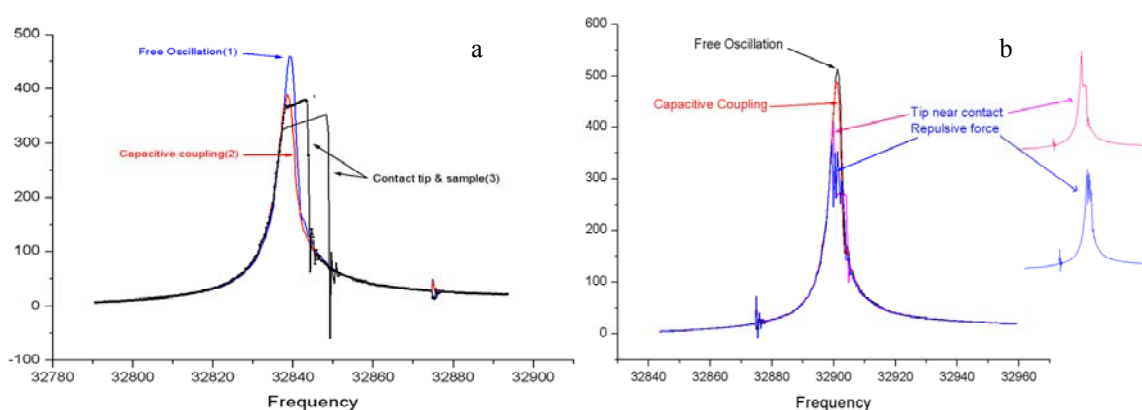 a
500
400
300
200
100
0
-100
Free Oscillation(1)
Capacitive coupling(2)
Contact tip & sample(3)
32780 32800 32820 32840 32860 32880 32900
Frequency
b
600
500
400
300
200
100
0
Free Oscillation
Capacitive Coupling
Tip near contact
Repulsive force
32840 32860 32880 32900 32920 32940 32960
Frequency